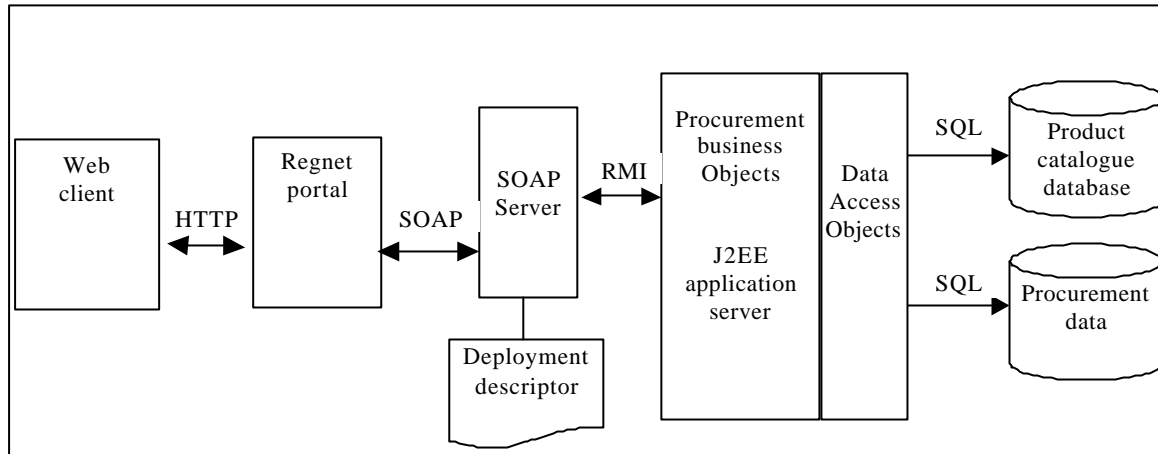 Web
client
HTTP
Regnet
portal
SOAP
SOAP
Server
Deployment
descriptor
RMI
Procurement
business
Objects
J2EE
application
server
Data
Access
Objects
SQL
Product
catalogue
database
SQL
Procurement
data